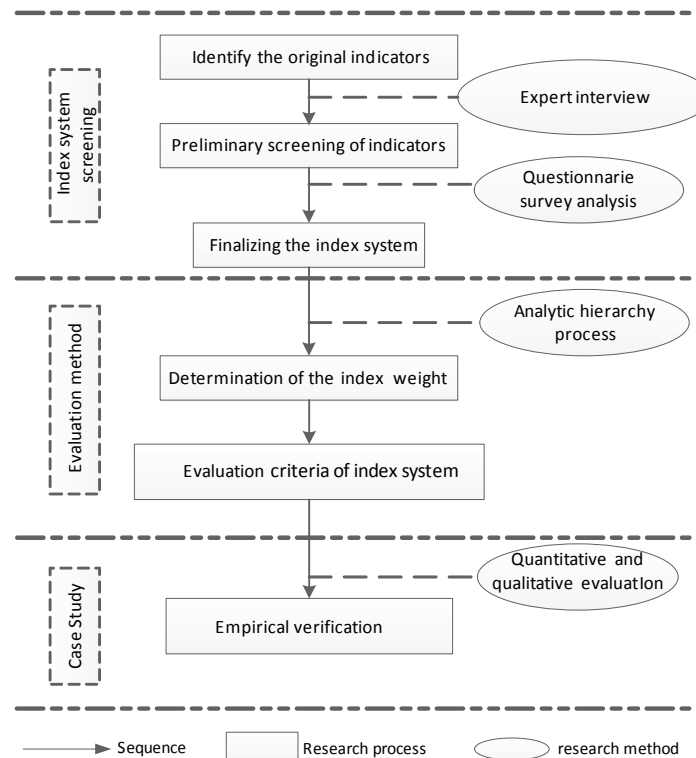 Index system
screening
Identify the original indicators
Expert interview
Preliminary screening of indicators
Questionnarie
survey analysis
Finalizing the index system
Evaluation method
Analytic hierarchy
process
Determination of the index weight
Evaluation criteria of index system
Case Study
Quantitative and
qualitative evaluation
Empirical verification
Sequence
Research process
research method